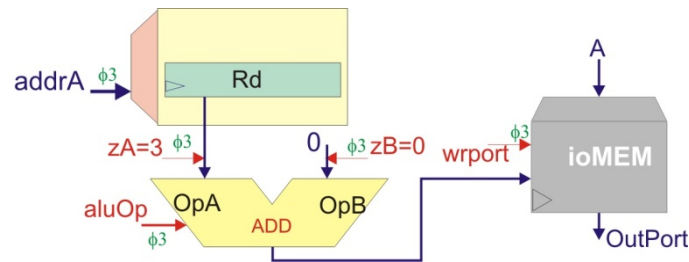 A
addrA ϕ3
Rd
zA=3 ϕ3
0 ϕ3 zB=0
wrport ϕ3
ioMEM
OpA OpB
aluOp ϕ3
ADD
OutPort